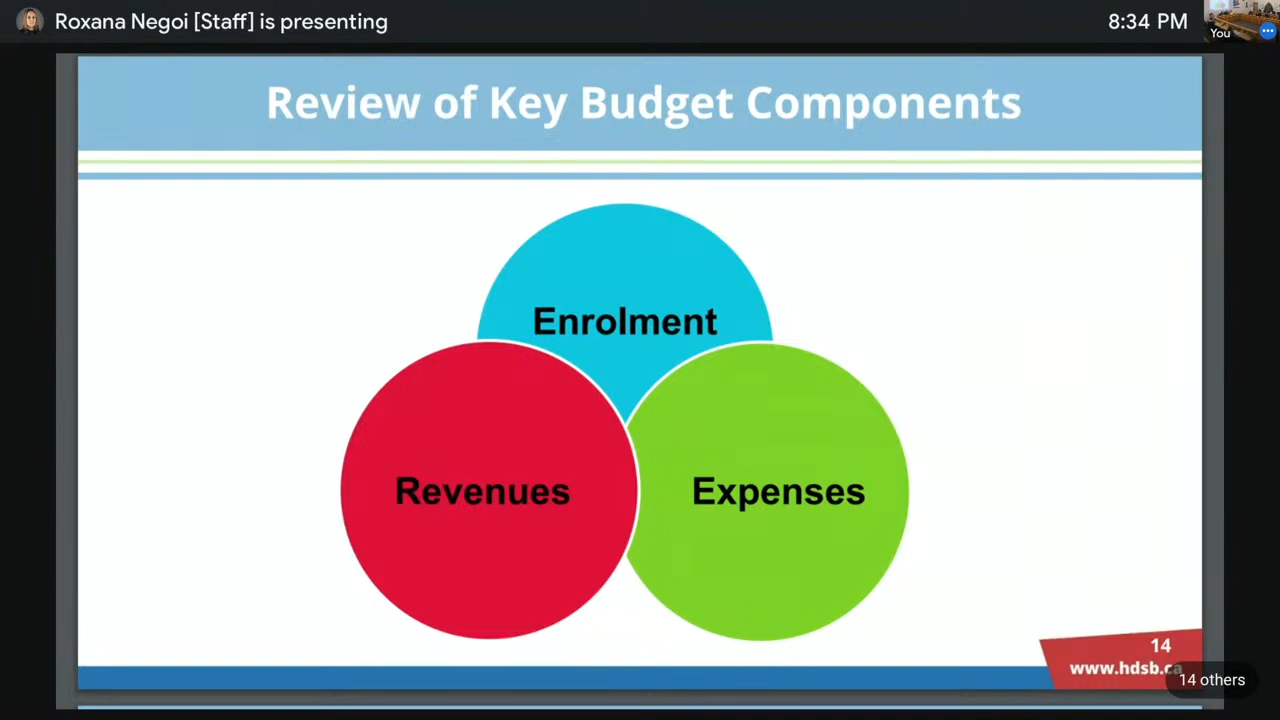 Roxana Negoi [Staff] is presenting
8:34 PM
You
Review of Key Budget Components
Enrolment
Revenues
Expenses
14
www.hdsb.ca
14 others